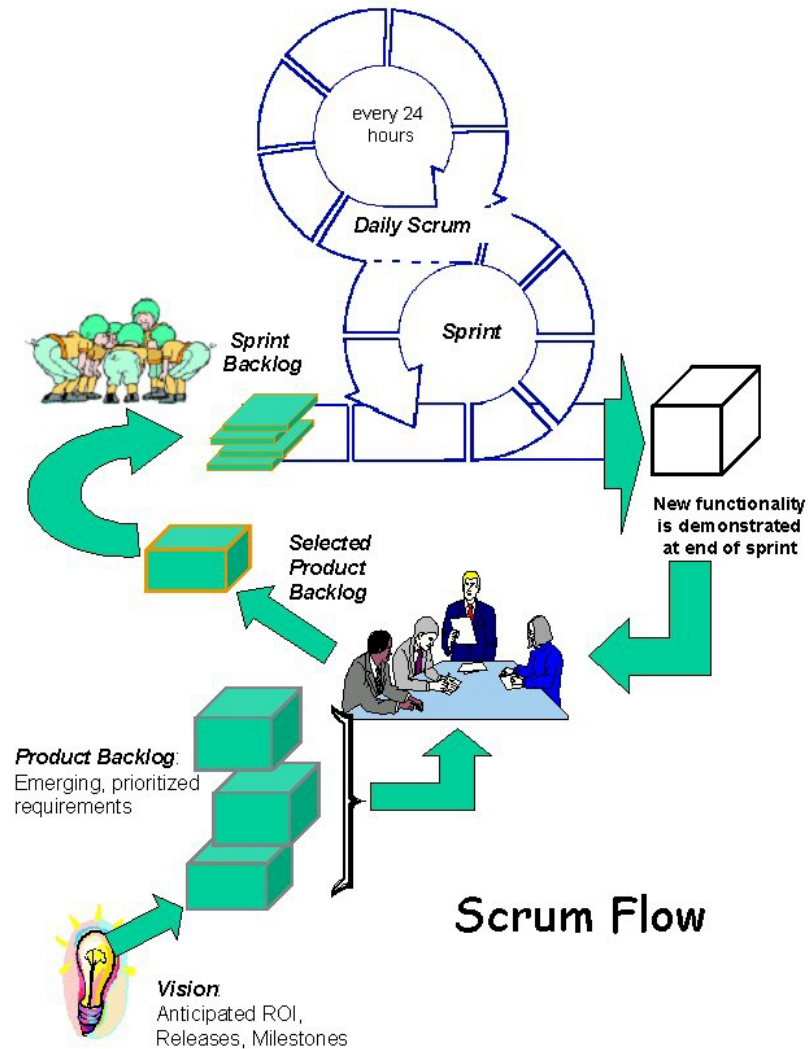 every 24
hours
Daily Scrum
Sprint
Sprint
Backlog
New functionality
is demonstrated
at end of sprint
Selected
Product
Backlog
Product Backlog:
Emerging, prioritized
requirements
Scrum Flow
Vision:
Anticipated ROI,
Releases, Milestones